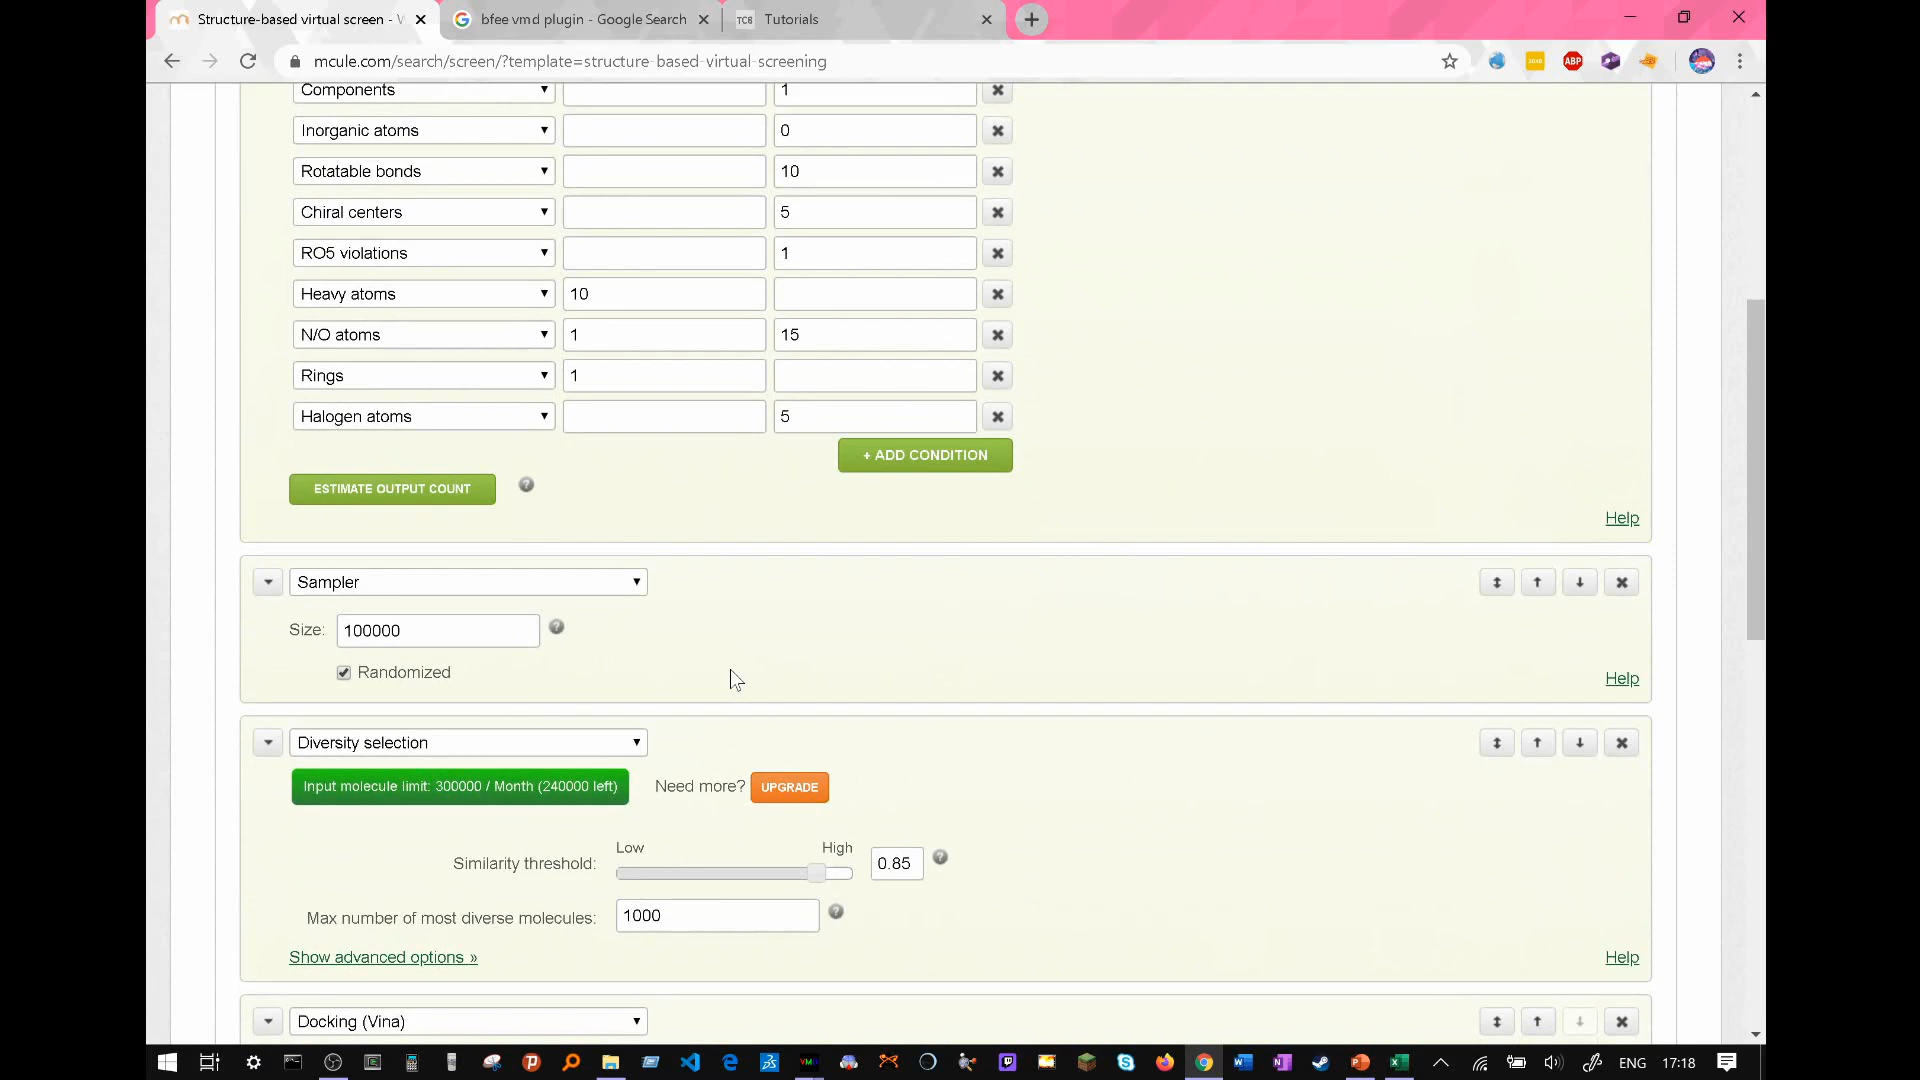 Structure-based virtual screen - W
bfee vmd plugin - Google Search
TCB Tutorials
mcule.com/search/screen/?template=structure-based-virtual-screening
ABP
Components 1
Inorganic atoms 0
Rotatable bonds 10
Chiral centers 5
RO5 violations 1
Heavy atoms 10
N/O atoms 1 15
Rings 1
Halogen atoms 5
+ ADD CONDITION
ESTIMATE OUTPUT COUNT ?
Help
Sampler
Size: 100000 ?
Randomized
Help
Diversity selection
Input molecule limit: 300000 / Month (240000 left) Need more? UPGRADE
Low High
Similarity threshold: 0.85 ?
Max number of most diverse molecules: 1000 ?
Show advanced options »
Help
Docking (Vina)
ENG 17:18